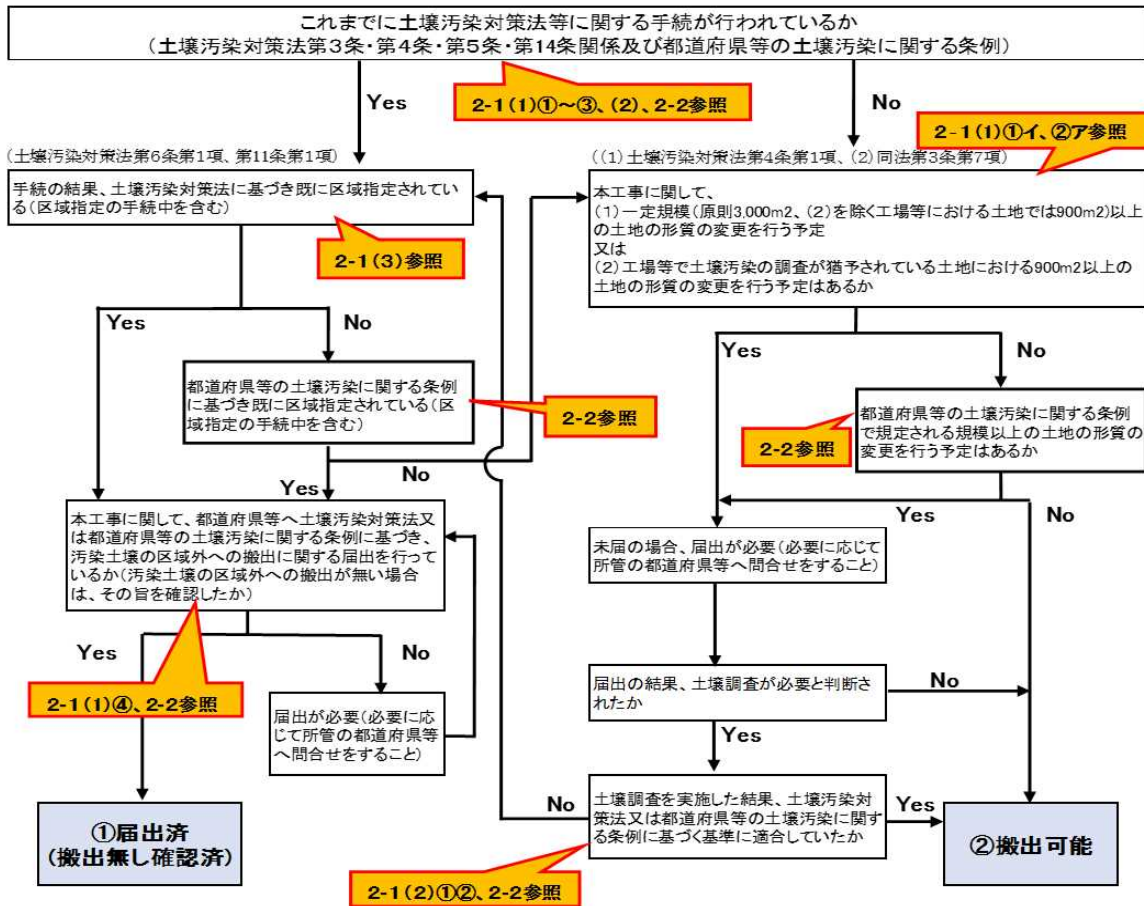 これまでに土壌汚染対策法等に関する手続が行われているか
(土壌汚染対策法第3条・第4条・第5条・第14条関係及び都道府県等の土壌汚染に関する条例)
Yes
2-1(1)①～③、(2)、2-2参照
No
2-1(1)①イ、②ア参照
(土壌汚染対策法第6条第1項、第11条第1項)
手続の結果、土壌汚染対策法に基づき既に区域指定されてい
る(区域指定の手続中を含む)
2-1(3)参照
((1)土壌汚染対策法第4条第1項、(2)同法第3条第7項)
本工事に関して、
(1)一定規模(原則3,000m2、(2)を除く工場等における土地では900m2)以上
の土地の形質の変更を行う予定
又は
(2)工場等で土壌汚染の調査が猶予されている土地における900m2以上の
土地の形質の変更を行う予定はあるか
Yes
No
都道府県等の土壌汚染に関する条例
に基づき既に区域指定されている(区
域指定の手続中を含む)
2-2参照
Yes
No
Yes
No
都道府県等の土壌汚染に関する条例
で規定される規模以上の土地の形質の
変更を行う予定はあるか
2-2参照
Yes
No
本工事に関して、都道府県等へ土壌汚染対策法又
は都道府県等の土壌汚染に関する条例に基づき、
汚染土壌の区域外への搬出に関する届出を行って
いるか(汚染土壌の区域外への搬出が無い場合
は、その旨を確認したか)
Yes
No
2-1(1)④、2-2参照
届出が必要(必要に応
じて所管の都道府県等
へ問合せをすること)
未届の場合、届出が必要(必要に応じて
所管の都道府県等へ問合せをすること)
届出の結果、土壌調査が必要と判断さ
れたか
No
Yes
土壌調査を実施した結果、土壌汚染対
策法又は都道府県等の土壌汚染に関す
る条例に基づく基準に適合していたか
No
Yes
2-1(2)①②、2-2参照
①届出済
(搬出無し確認済)
②搬出可能